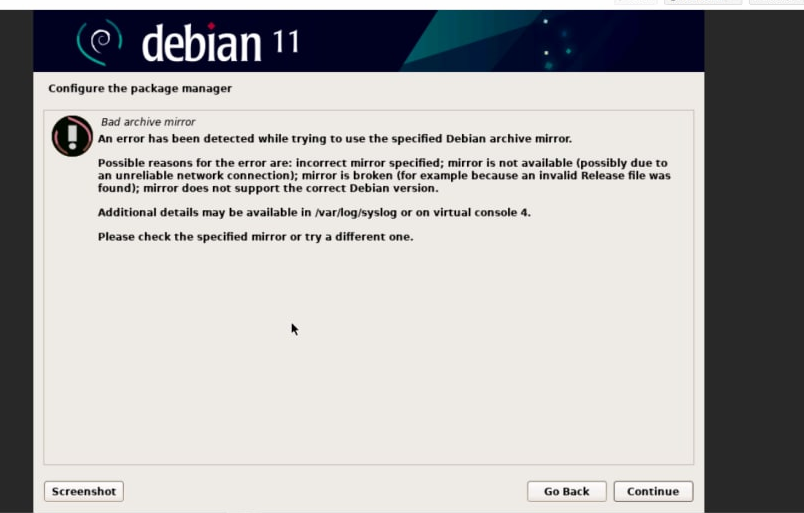 debian 11
Configure the package manager
Bad archive mirror
An error has been detected while trying to use the specified Debian archive mirror.
Possible reasons for the error are: incorrect mirror specified; mirror is not available (possibly due to
an unreliable network connection); mirror is broken (for example because an invalid Release file was
found); mirror does not support the correct Debian version.
Additional details may be available in /var/log/syslog or on virtual console 4.
Please check the specified mirror or try a different one.
Screenshot
Go Back
Continue